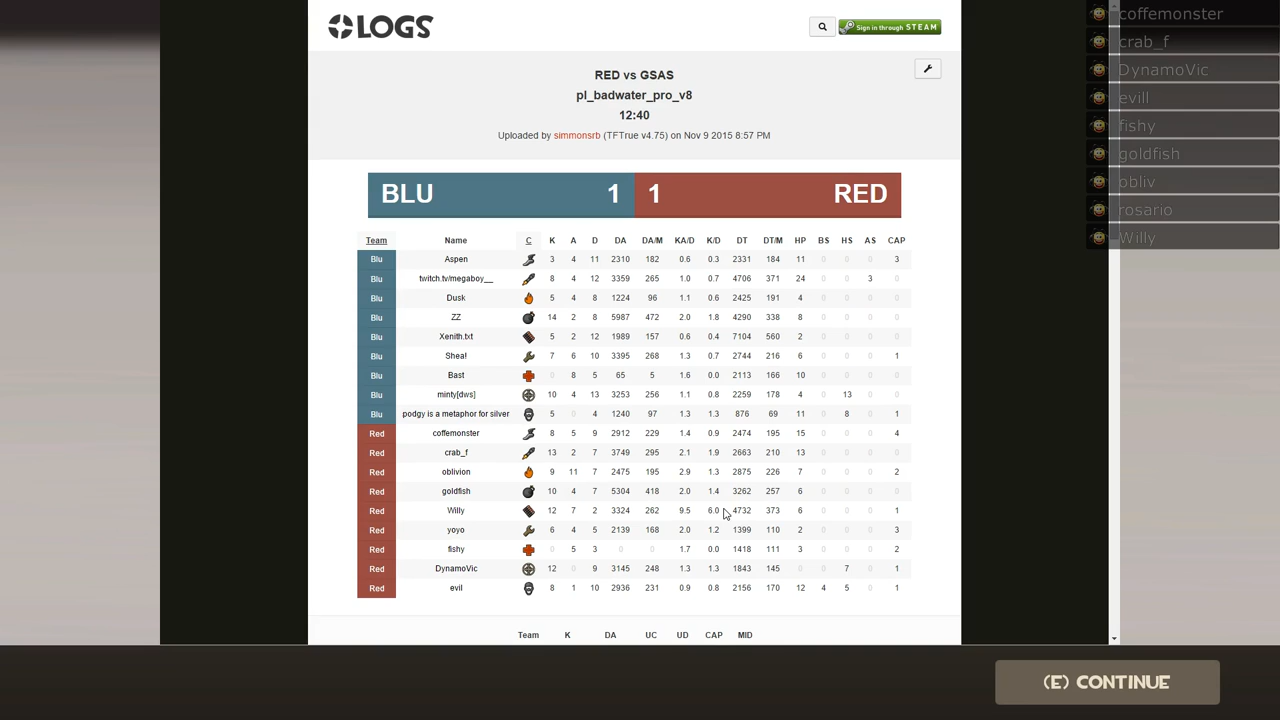 LOGS
Sign in through STEAM
RED vs GSAS
pl_badwater_pro_v8
12:40
Uploaded by simmonsrb (TFTrue v4.75) on Nov 9 2015 8:57 PM
BLU 1 1 RED
Team Name C K A D DA DA/M KA/D K/D DT DT/M HP BS HS AS CAP
Blu Aspen 3 4 11 2310 182 0.6 0.3 2331 184 11 0 0 0 3
Blu twitch.tv/megaboy__ 8 4 12 3359 265 1.0 0.7 4706 371 24 0 0 3 0
Blu Dusk 5 4 8 1224 96 1.1 0.6 2425 191 4 0 0 0 0
Blu ZZ 14 2 8 5987 472 2.0 1.8 4290 338 8 0 0 0 0
Blu Xenith.txt 5 2 12 1989 157 0.6 0.4 7104 560 2 0 0 0 0
Blu Shea! 7 6 10 3395 268 1.3 0.7 2744 216 6 0 0 0 1
Blu Bast 0 8 5 65 5 1.6 0.0 2113 166 10 0 0 0 0
Blu minty[dws] 10 4 13 3253 256 1.1 0.8 2259 178 4 0 13 0 0
Blu podgy is a metaphor for silver 5 0 4 1240 97 1.3 1.3 876 69 11 0 8 0 1
Red coffemonster 8 5 9 2912 229 1.4 0.9 2474 195 15 0 0 0 4
Red crab_f 13 2 7 3749 295 2.1 1.9 2663 210 13 0 0 0 0
Red oblivion 9 11 7 2475 195 2.9 1.3 2875 226 7 0 0 0 2
Red goldfish 10 4 7 5304 418 2.0 1.4 3262 257 6 0 0 0 0
Red Willy 12 7 2 3324 262 9.5 6.0 4732 373 6 0 0 0 1
Red yoyo 6 4 5 2139 168 2.0 1.2 1399 110 2 0 0 0 3
Red fishy 0 5 3 0 0 1.7 0.0 1418 111 3 0 0 0 2
Red DynamoVic 12 0 9 3145 248 1.3 1.3 1843 145 0 0 7 0 1
Red evil 8 1 10 2936 231 0.9 0.8 2156 170 12 4 5 0 1
Team K DA UC UD CAP MID
coffemonster
crab_f
DynamoVic
evill
fishy
goldfish
obliv
rosario
Willy
(E) CONTINUE